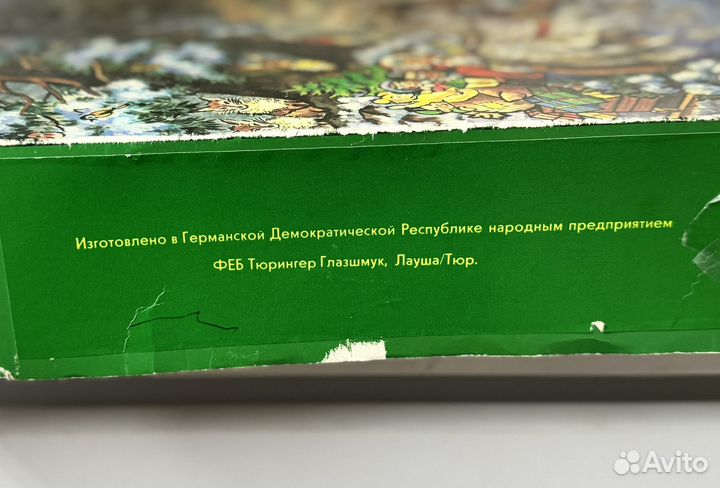 Изготовлено в Германской Демократической Республике народным предприятием
ФЕБ Тюрингер Глазшмук, Лауша/Тюр.
Avito